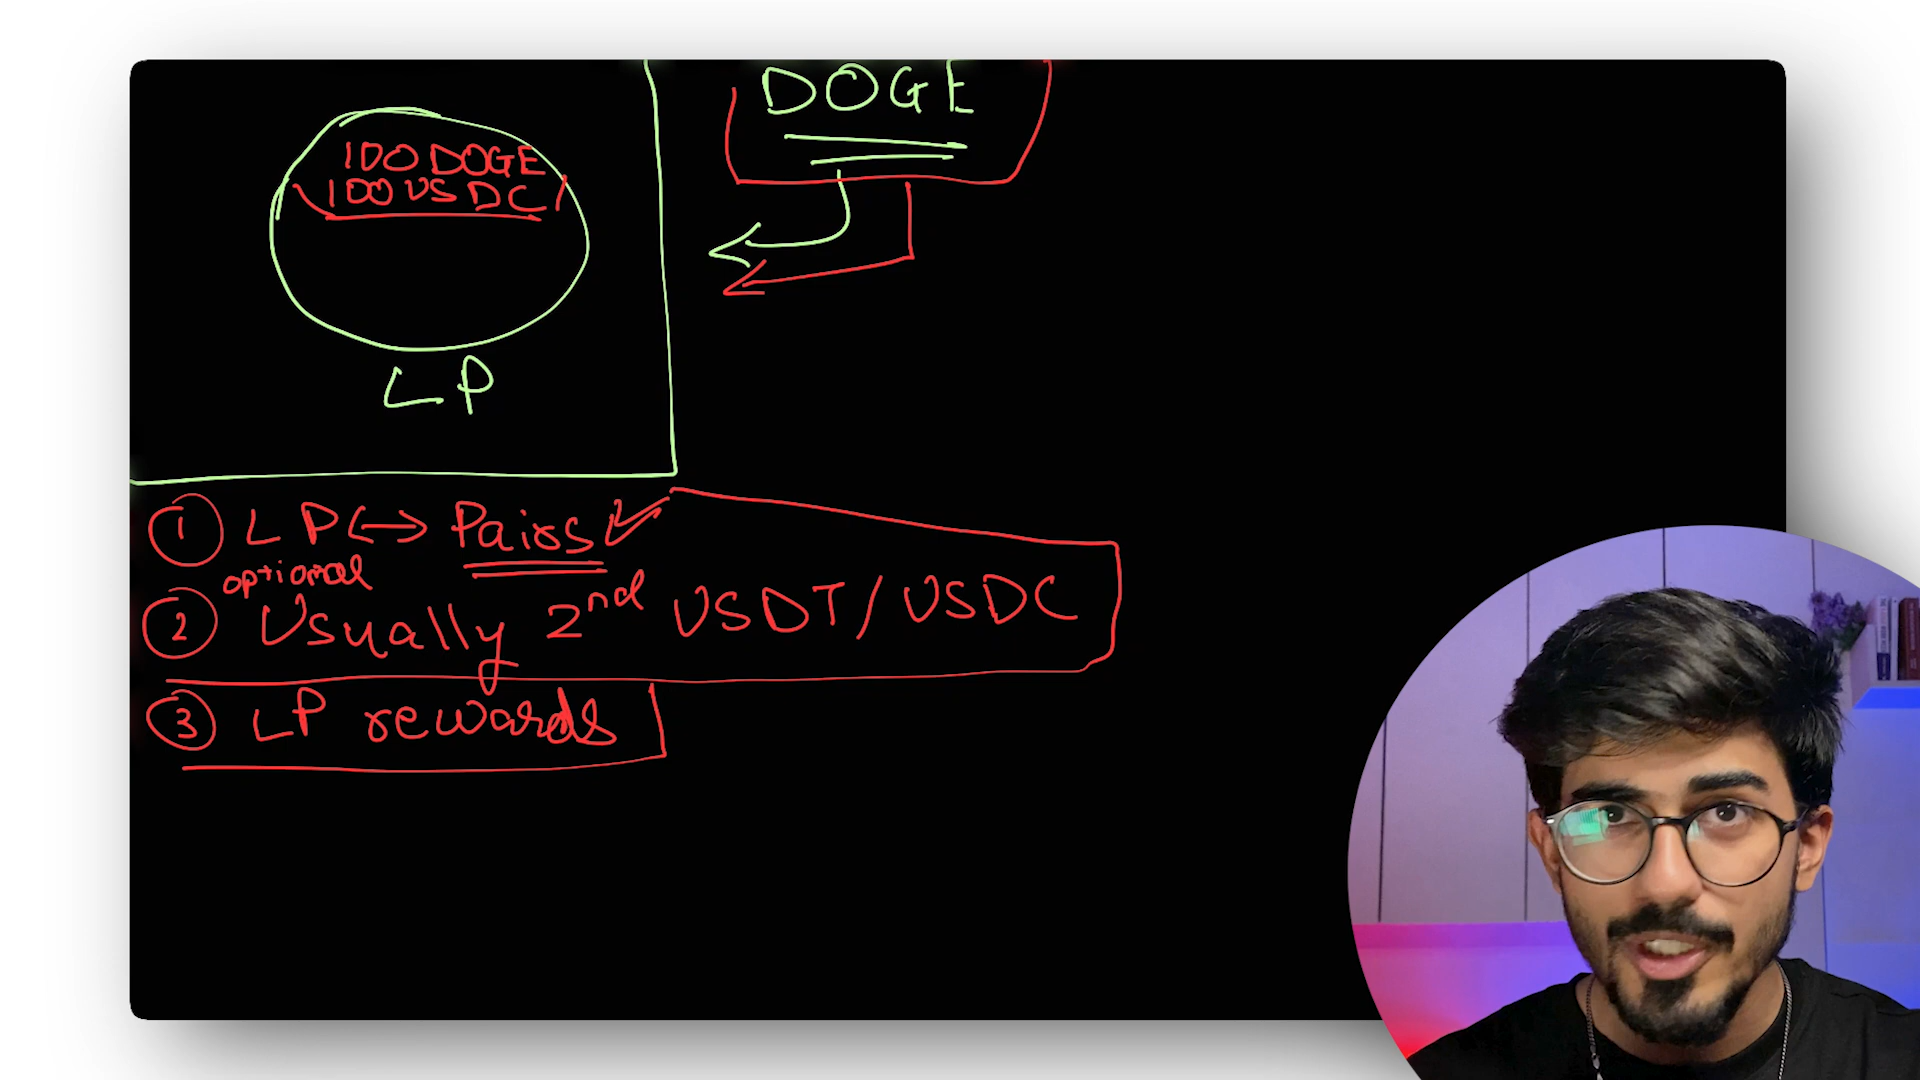 DOGE
100 DOGE
100 USDC
LP
1 LP ↔ Pairs
optional
2 Usually 2nd USDT/USDC
3 LP rewards